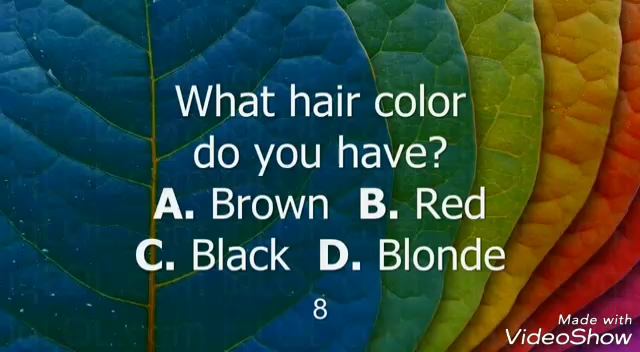 What hair color
do you have?
A. Brown B. Red
C. Black D. Blonde
8
Made with
VideoShow